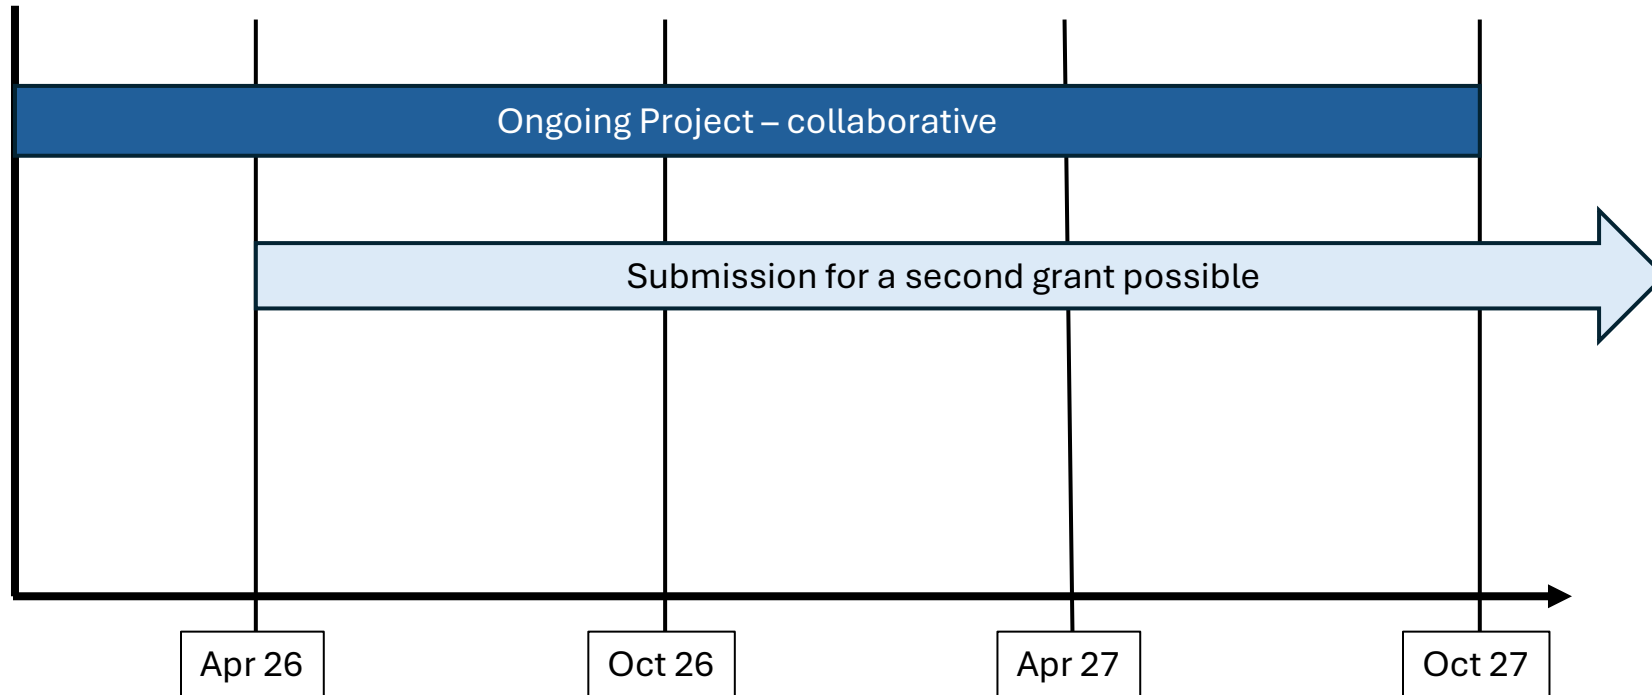 Ongoing Project – collaborative
Submission for a second grant possible
Apr 26
Oct 26
Apr 27
Oct 27